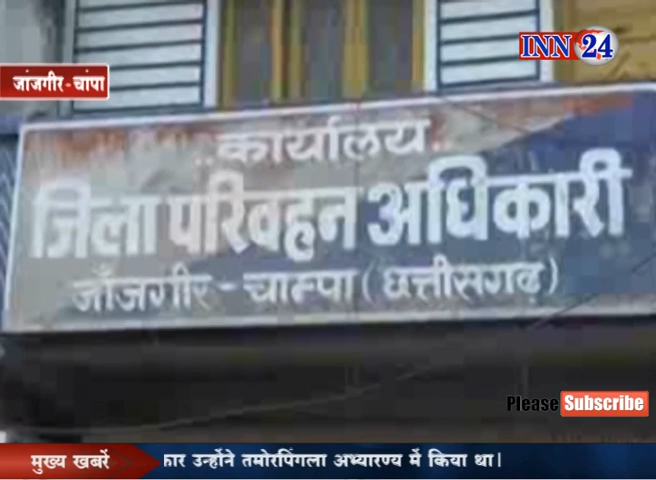 INN 24
जांजगीर-चांपा
..कार्यालय..
जिला परिवहन अधिकारी
जाँजगीर-चाम्पा (छत्तीसगढ़)
Please Subscribe
मुख्य खबरें
कार उन्होंने तमोरपिंगला अभ्यारण्य में किया था।